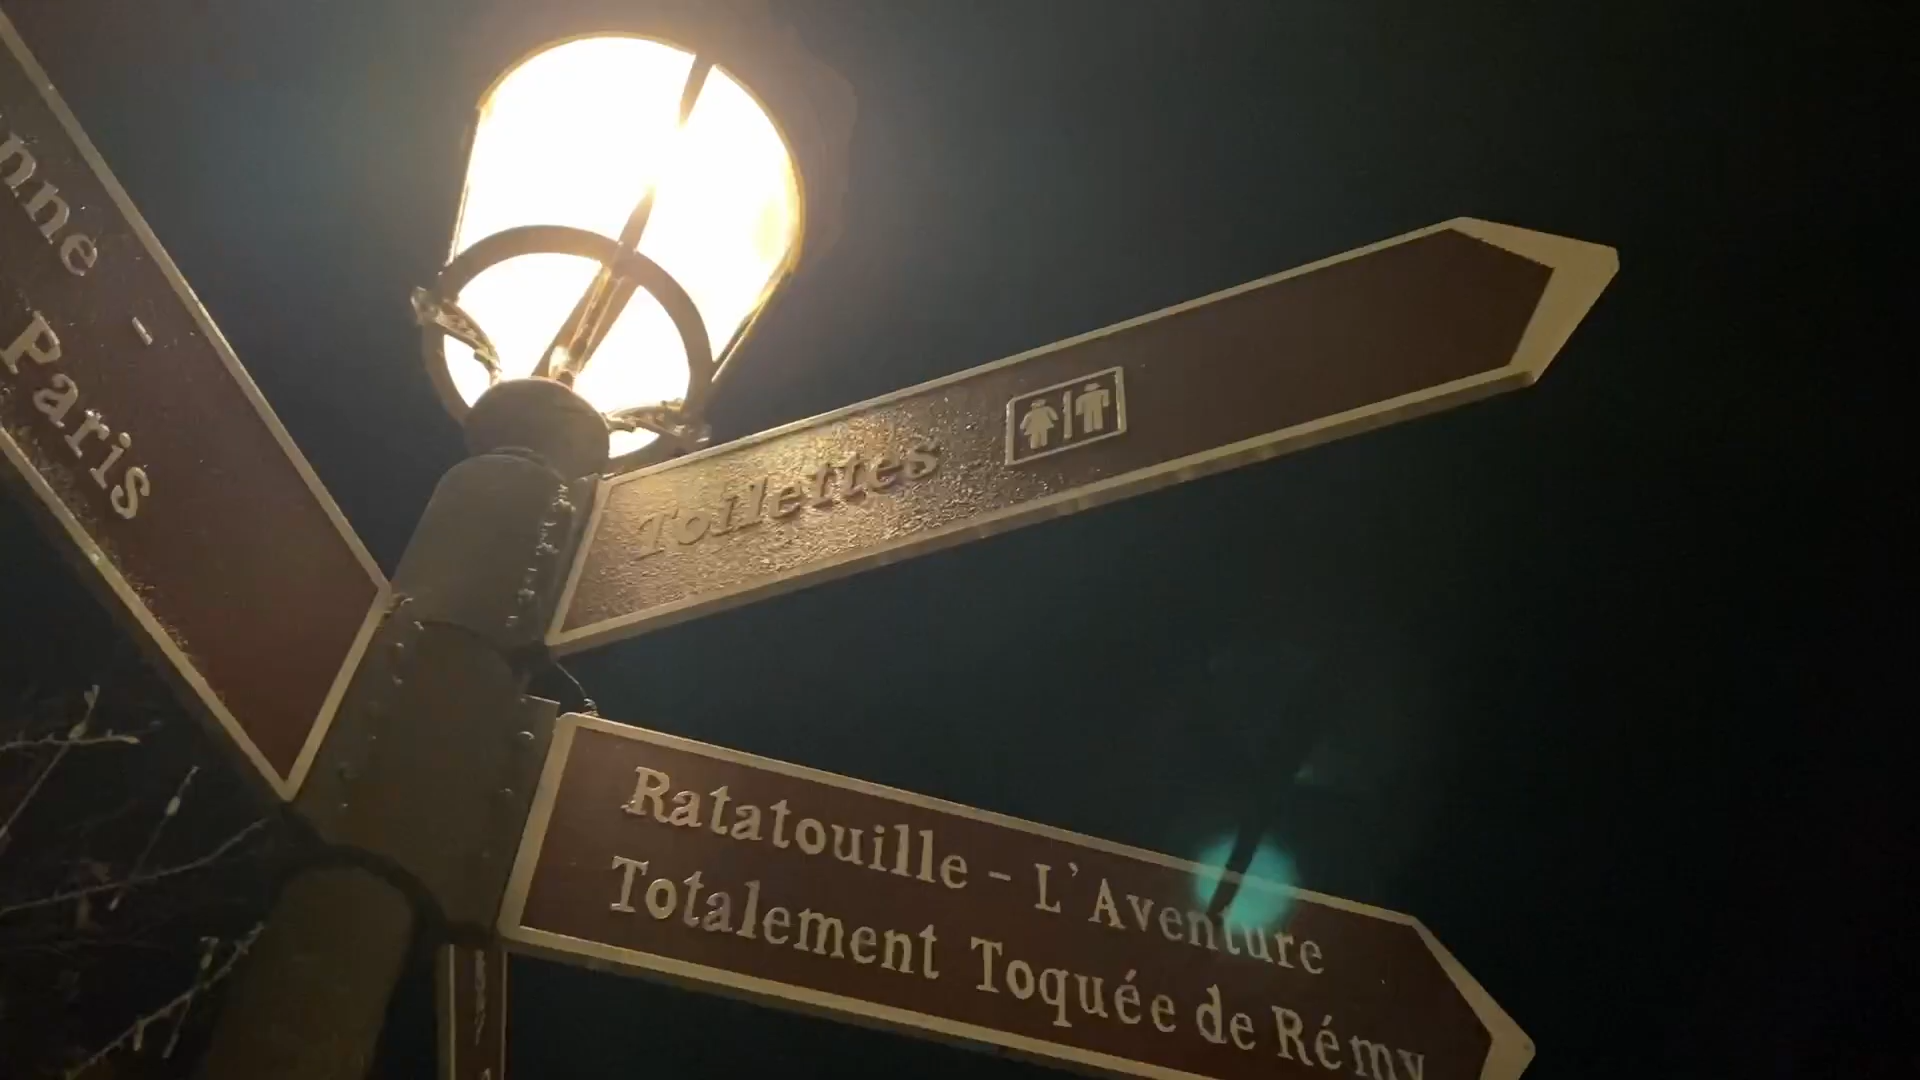 Paris
Toilettes
Ratatouille - L'Aventure
Totalement Toquée de Rémy